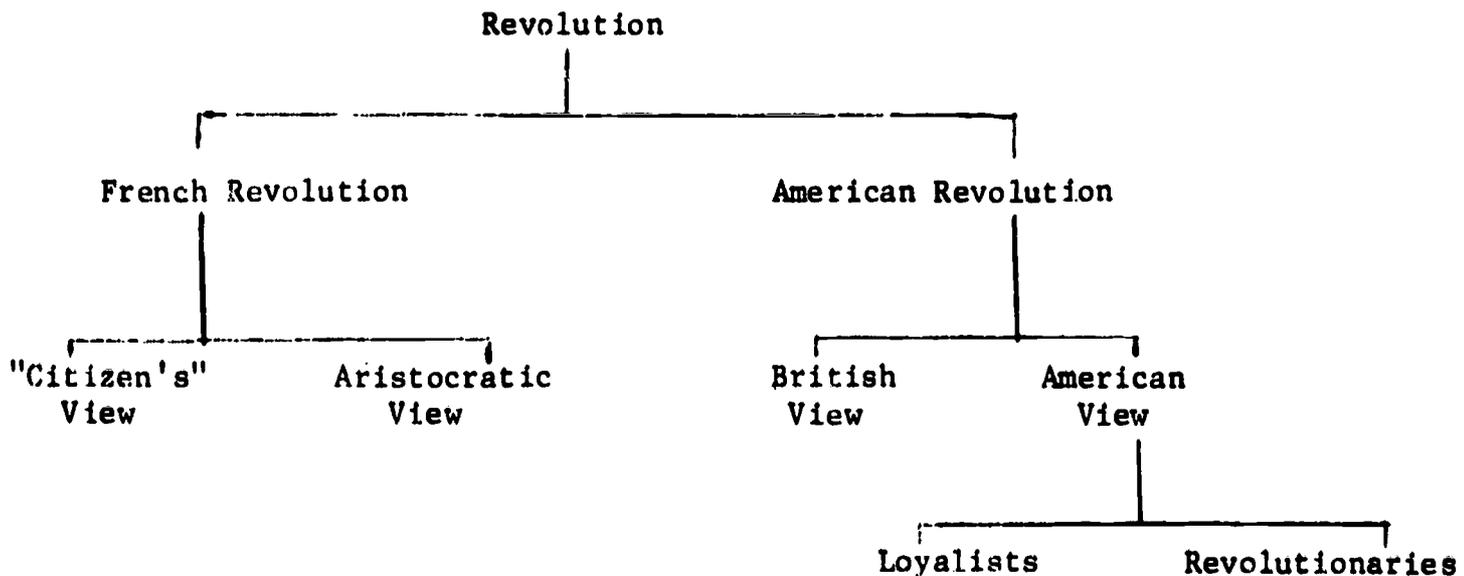 Revolution
French Revolution
American Revolution
"Citizen's"
View
Aristocratic
View
British
View
American
View
Loyalists
Revolutionaries